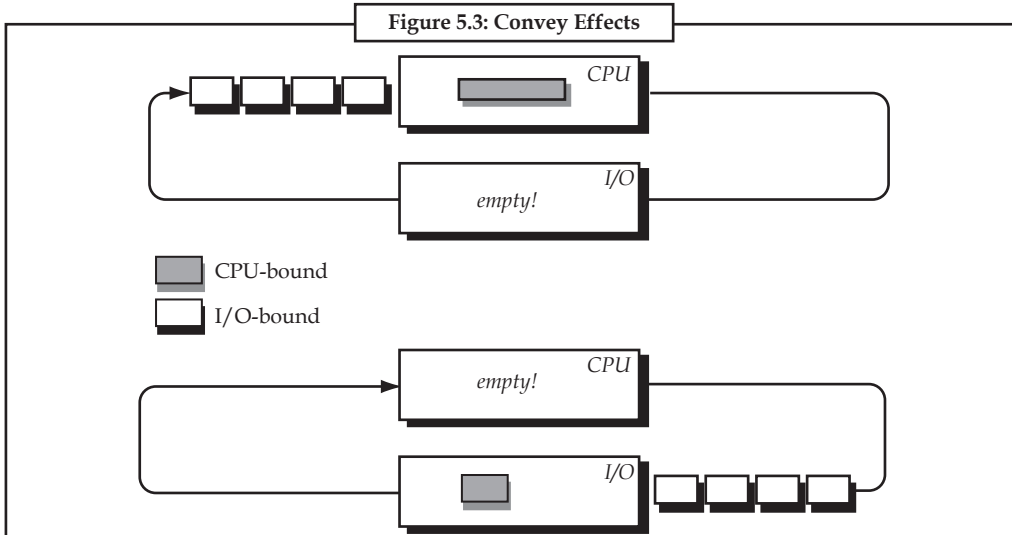 Figure 5.3: Convey Effects
CPU
I/O
empty!
CPU-bound
I/O-bound
CPU
empty!
I/O